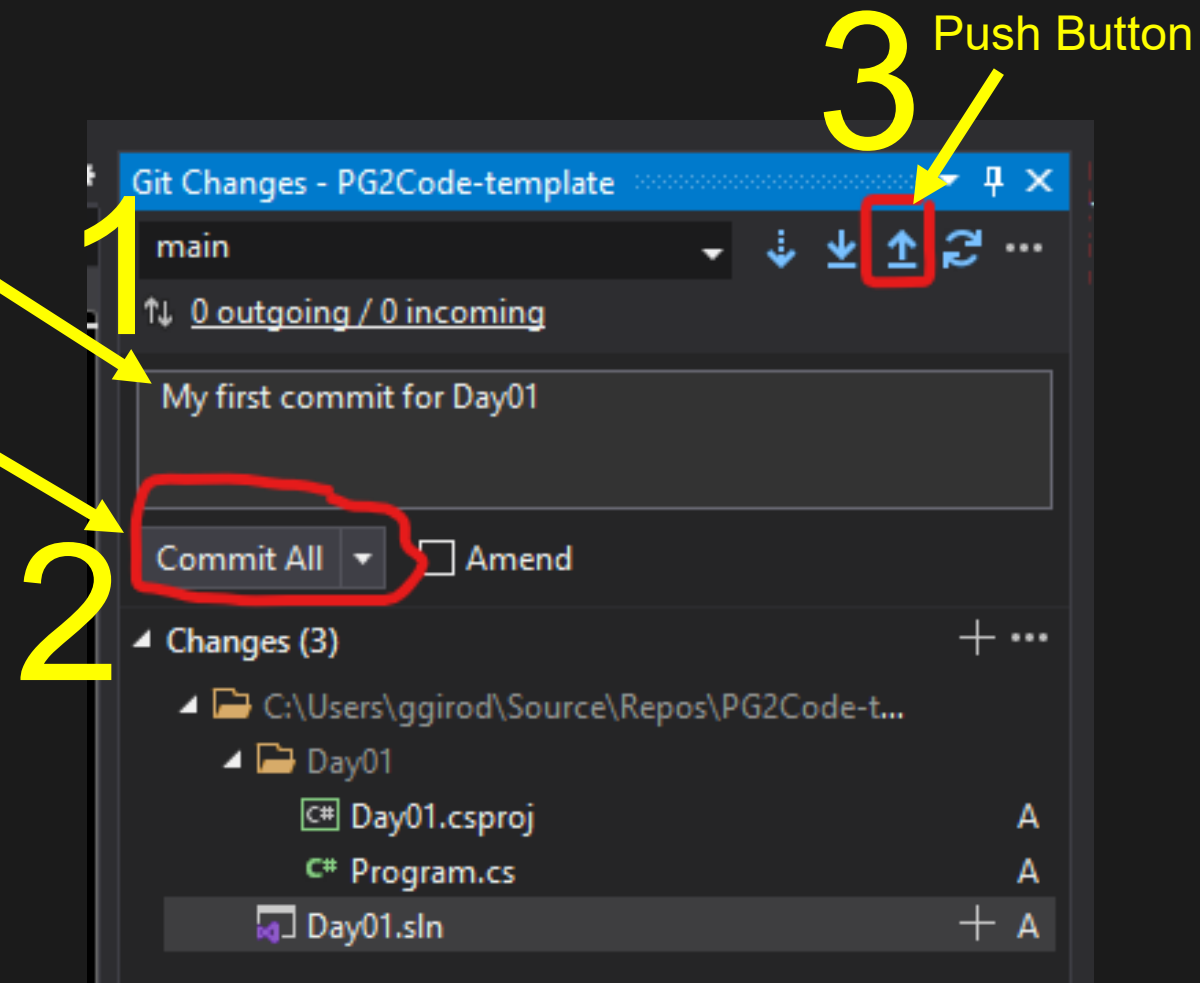 3 Push Button
Git Changes - PG2Code-template
1
main
0 outgoing / 0 incoming
My first commit for Day01
2
Commit All
Amend
Changes (3)
C:\Users\ggirod\Source\Repos\PG2Code-t...
Day01
C# Day01.csproj A
C# Program.cs A
Day01.sln A